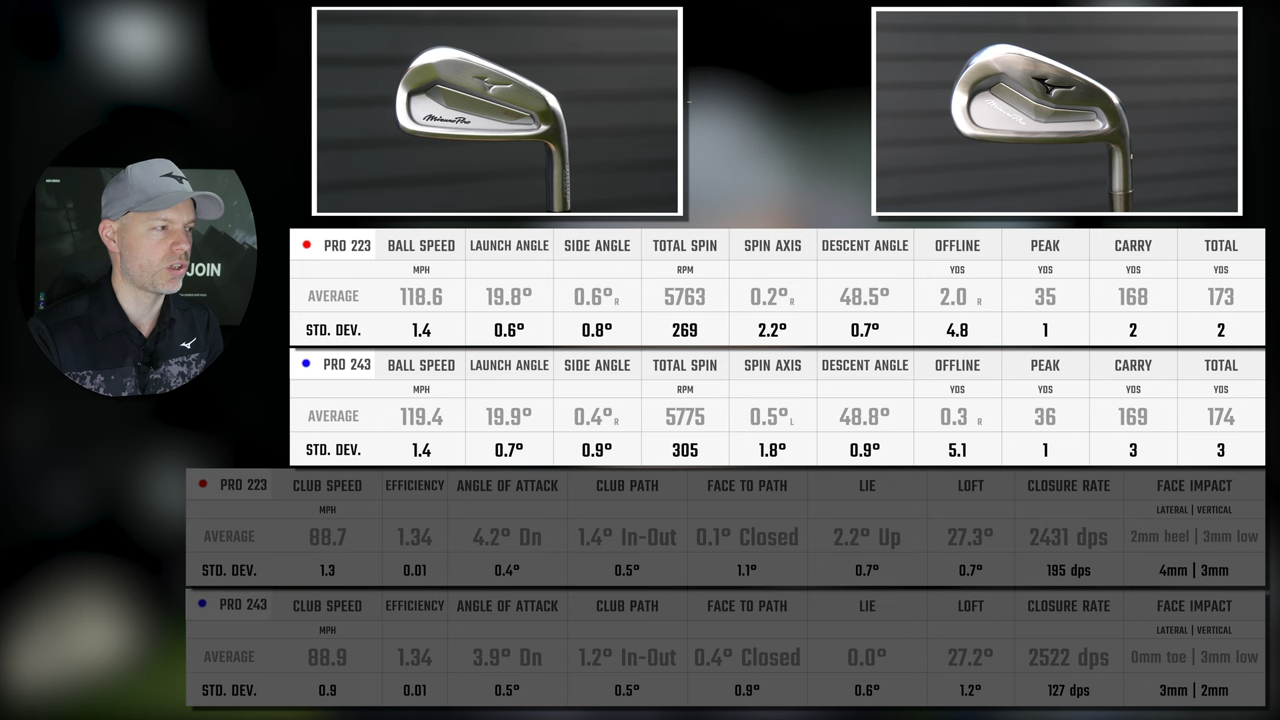 Mizuno Pro
Mizuno Pro
JOIN
PRO 223 BALL SPEED LAUNCH ANGLE SIDE ANGLE TOTAL SPIN SPIN AXIS DESCENT ANGLE OFFLINE PEAK CARRY TOTAL
MPH RPM YDS YDS YDS YDS
AVERAGE 118.6 19.8° 0.6° R 5763 0.2° R 48.5° 2.0 R 35 168 173
STD. DEV. 1.4 0.6° 0.8° 269 2.2° 0.7° 4.8 1 2 2
PRO 243 BALL SPEED LAUNCH ANGLE SIDE ANGLE TOTAL SPIN SPIN AXIS DESCENT ANGLE OFFLINE PEAK CARRY TOTAL
MPH RPM YDS YDS YDS YDS
AVERAGE 119.4 19.9° 0.4° R 5775 0.5° L 48.8° 0.3 R 36 169 174
STD. DEV. 1.4 0.7° 0.9° 305 1.8° 0.9° 5.1 1 3 3
PRO 223 CLUB SPEED EFFICIENCY ANGLE OF ATTACK CLUB PATH FACE TO PATH LIE LOFT CLOSURE RATE FACE IMPACT
MPH LATERAL | VERTICAL
AVERAGE 88.7 1.34 4.2° Dn 1.4° In-Out 0.1° Closed 2.2° Up 27.3° 2431 dps 2mm heel | 3mm low
STD. DEV. 1.3 0.01 0.4° 0.5° 1.1° 0.7° 0.7° 195 dps 4mm | 3mm
PRO 243 CLUB SPEED EFFICIENCY ANGLE OF ATTACK CLUB PATH FACE TO PATH LIE LOFT CLOSURE RATE FACE IMPACT
MPH LATERAL | VERTICAL
AVERAGE 88.9 1.34 3.9° Dn 1.2° In-Out 0.4° Closed 0.0° 27.2° 2522 dps 0mm toe | 3mm low
STD. DEV. 0.9 0.01 0.5° 0.5° 0.9° 0.6° 1.2° 127 dps 3mm | 2mm